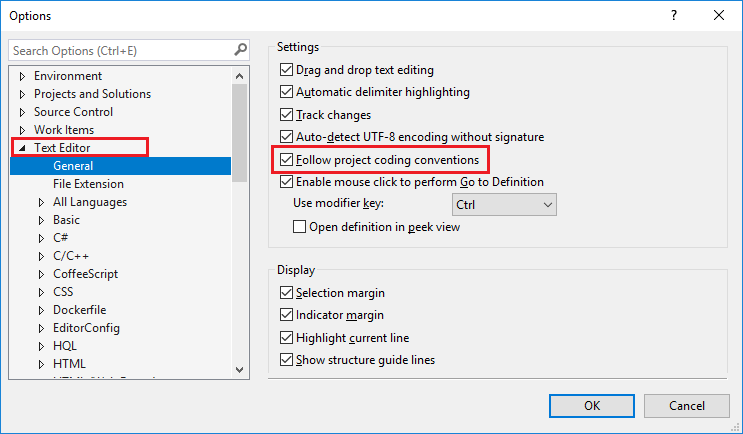 Options
Search Options (Ctrl+E)
Environment
Projects and Solutions
Source Control
Work Items
Text Editor
General
File Extension
All Languages
Basic
C#
C/C++
CoffeeScript
CSS
Dockerfile
EditorConfig
HQL
HTML
Settings
Drag and drop text editing
Automatic delimiter highlighting
Track changes
Auto-detect UTF-8 encoding without signature
Follow project coding conventions
Enable mouse click to perform Go to Definition
Use modifier key: Ctrl
Open definition in peek view
Display
Selection margin
Indicator margin
Highlight current line
Show structure guide lines
OK Cancel